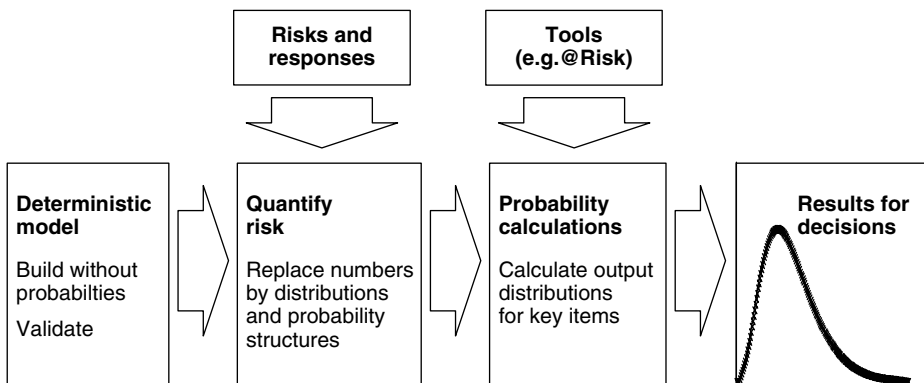 Risks and
responses
Tools
(e.g.@Risk)
Deterministic
model
Build without
probabilties
Validate
Quantify
risk
Replace numbers
by distributions
and probability
structures
Probability
calculations
Calculate output
distributions
for key items
Results for
decisions